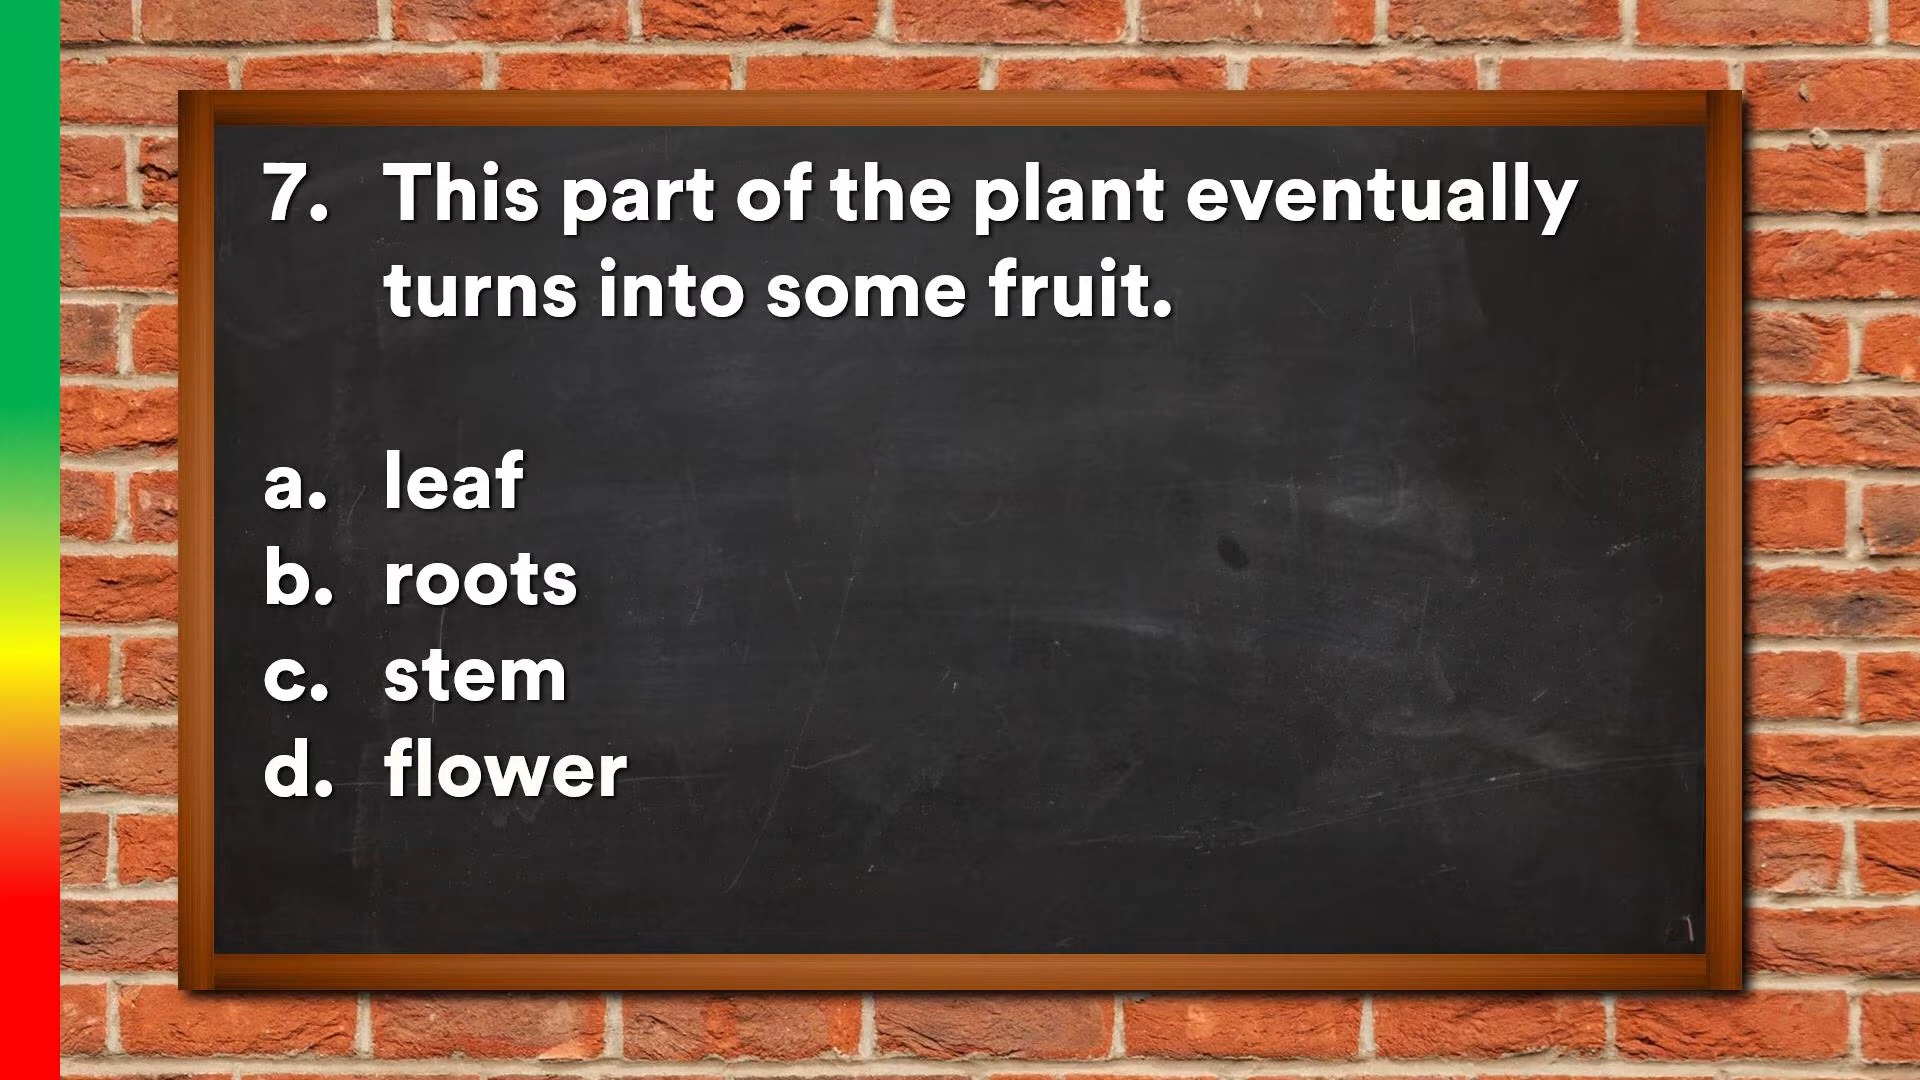 7. This part of the plant eventually
turns into some fruit.
a. leaf
b. roots
c. stem
d. flower